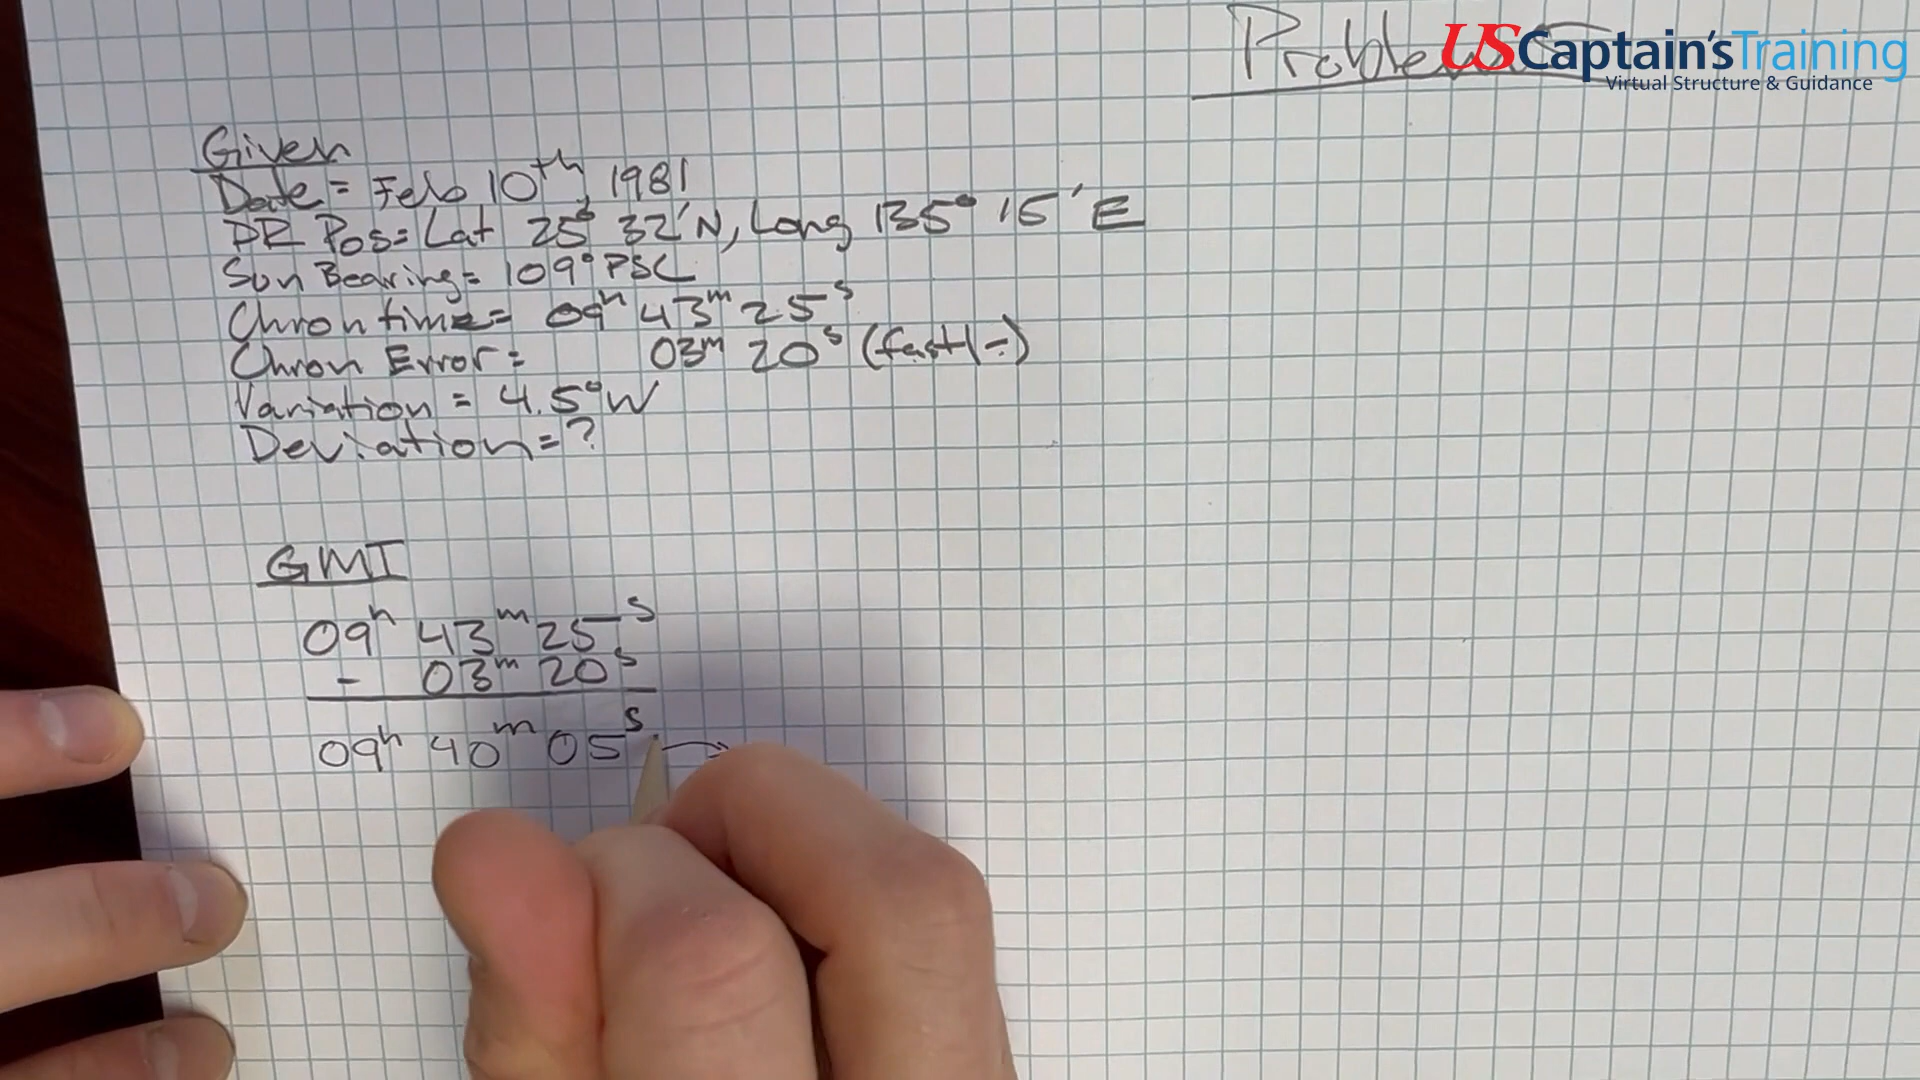 Problem
USCaptain'sTraining
Virtual Structure & Guidance
Given
Date = Feb 10th, 1981
DR Pos= Lat 25° 32'N, Long 135° 15' E
Sun Bearing= 109° PSC
Chron time= 09h 43m 25s
Chron Error= 03m 20s (fast/-)
Variation = 4.5°W
Deviation=?
GMT
09h 43m 25s
- 03m 20s
09h 40m 05s